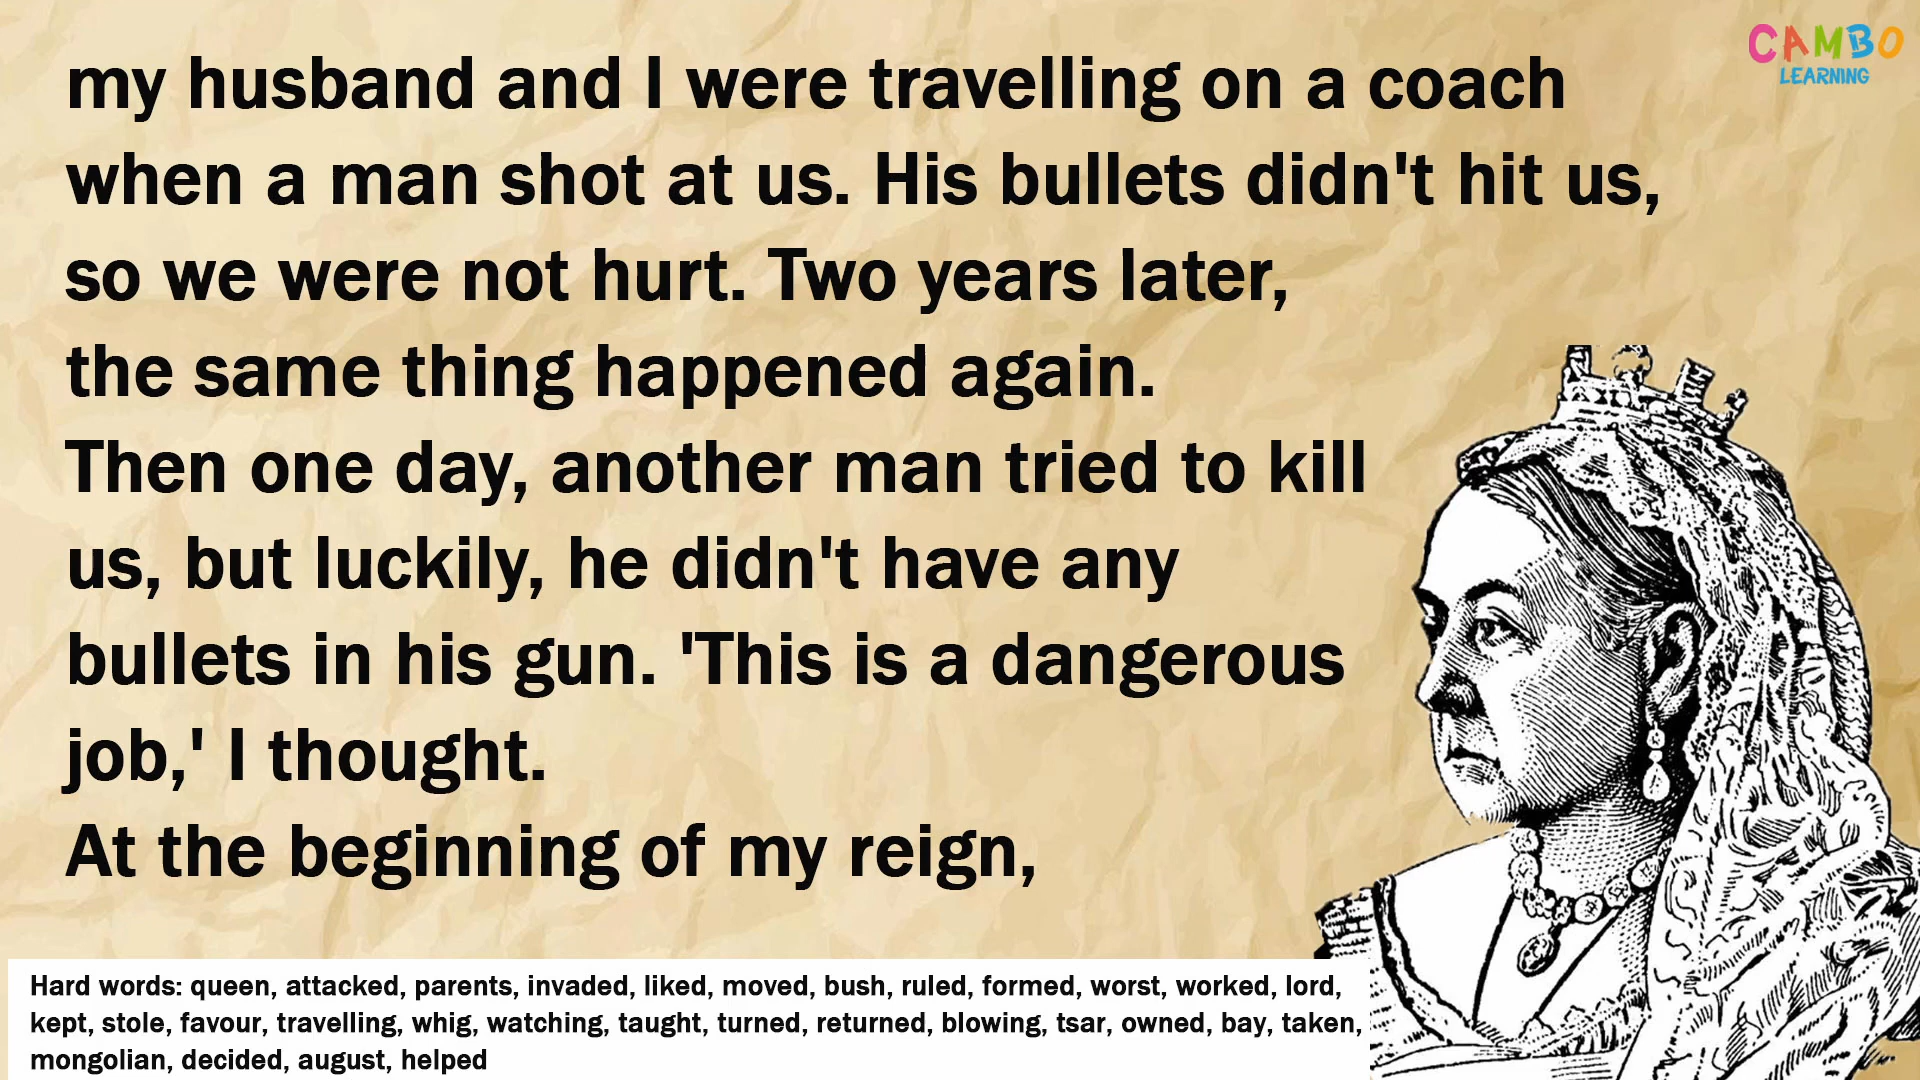 CAMBO
LEARNING
my husband and I were travelling on a coach
when a man shot at us. His bullets didn't hit us,
so we were not hurt. Two years later,
the same thing happened again.
Then one day, another man tried to kill
us, but luckily, he didn't have any
bullets in his gun. 'This is a dangerous
job,' I thought.
At the beginning of my reign,
Hard words: queen, attacked, parents, invaded, liked, moved, bush, ruled, formed, worst, worked, lord,
kept, stole, favour, travelling, whig, watching, taught, turned, returned, blowing, tsar, owned, bay, taken,
mongolian, decided, august, helped